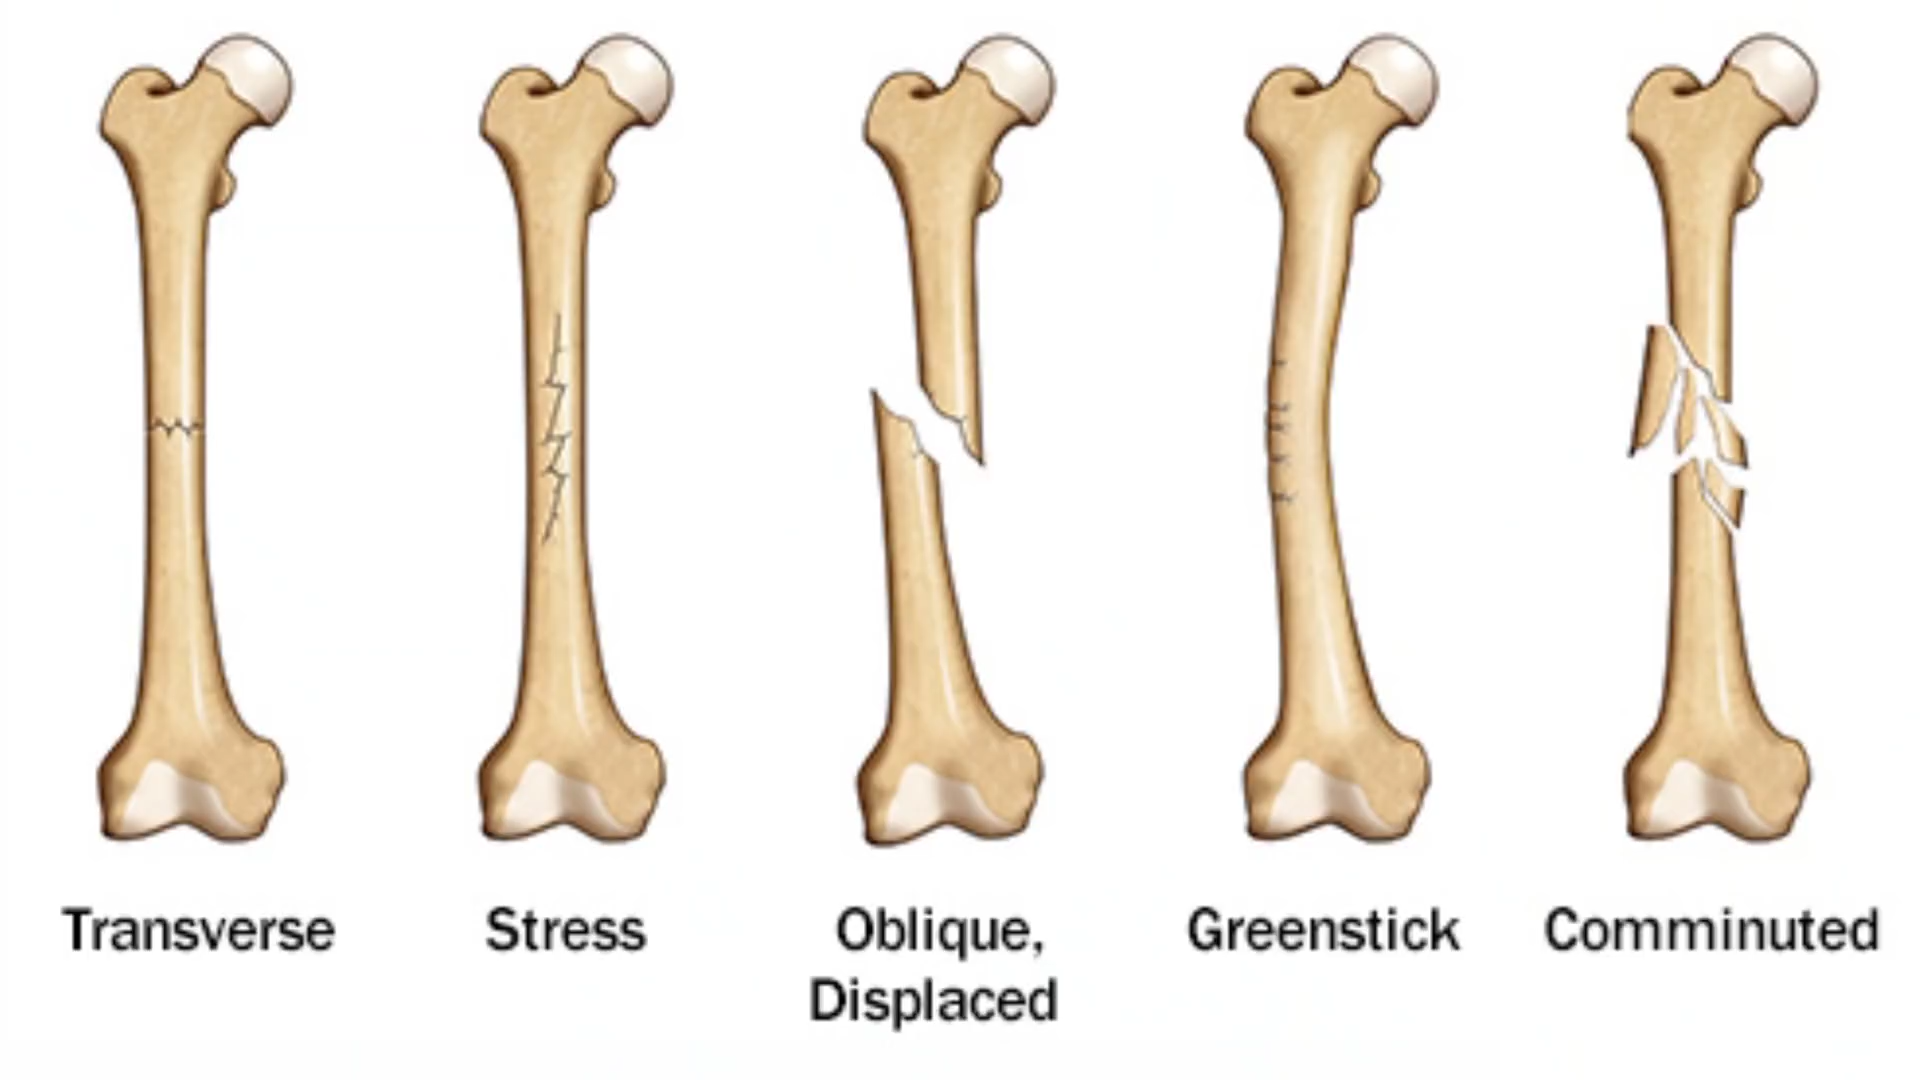 Transverse
Stress
Oblique,
Displaced
Greenstick
Comminuted